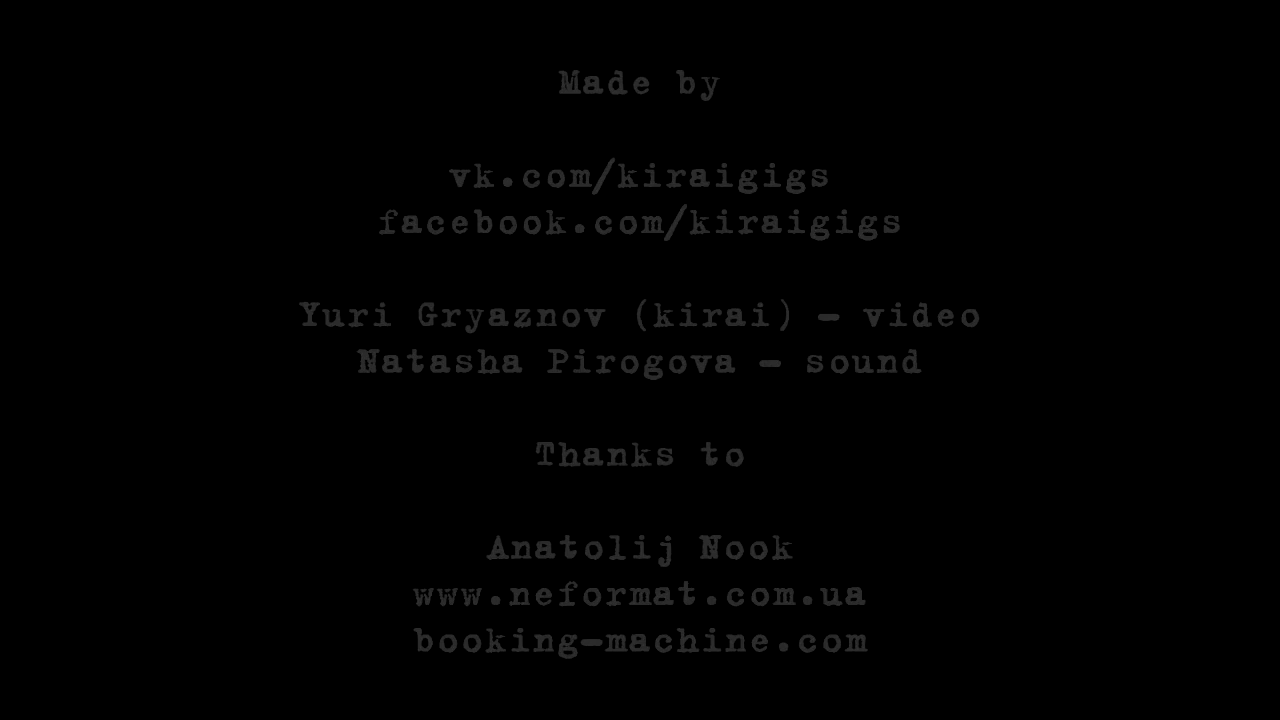 Made by
vk.com/kiraigigs
facebook.com/kiraigigs
Yuri Gryaznov (kirai) - video
Natasha Pirogova - sound
Thanks to
Anatolij Nook
www.neformat.com.ua
booking-machine.com